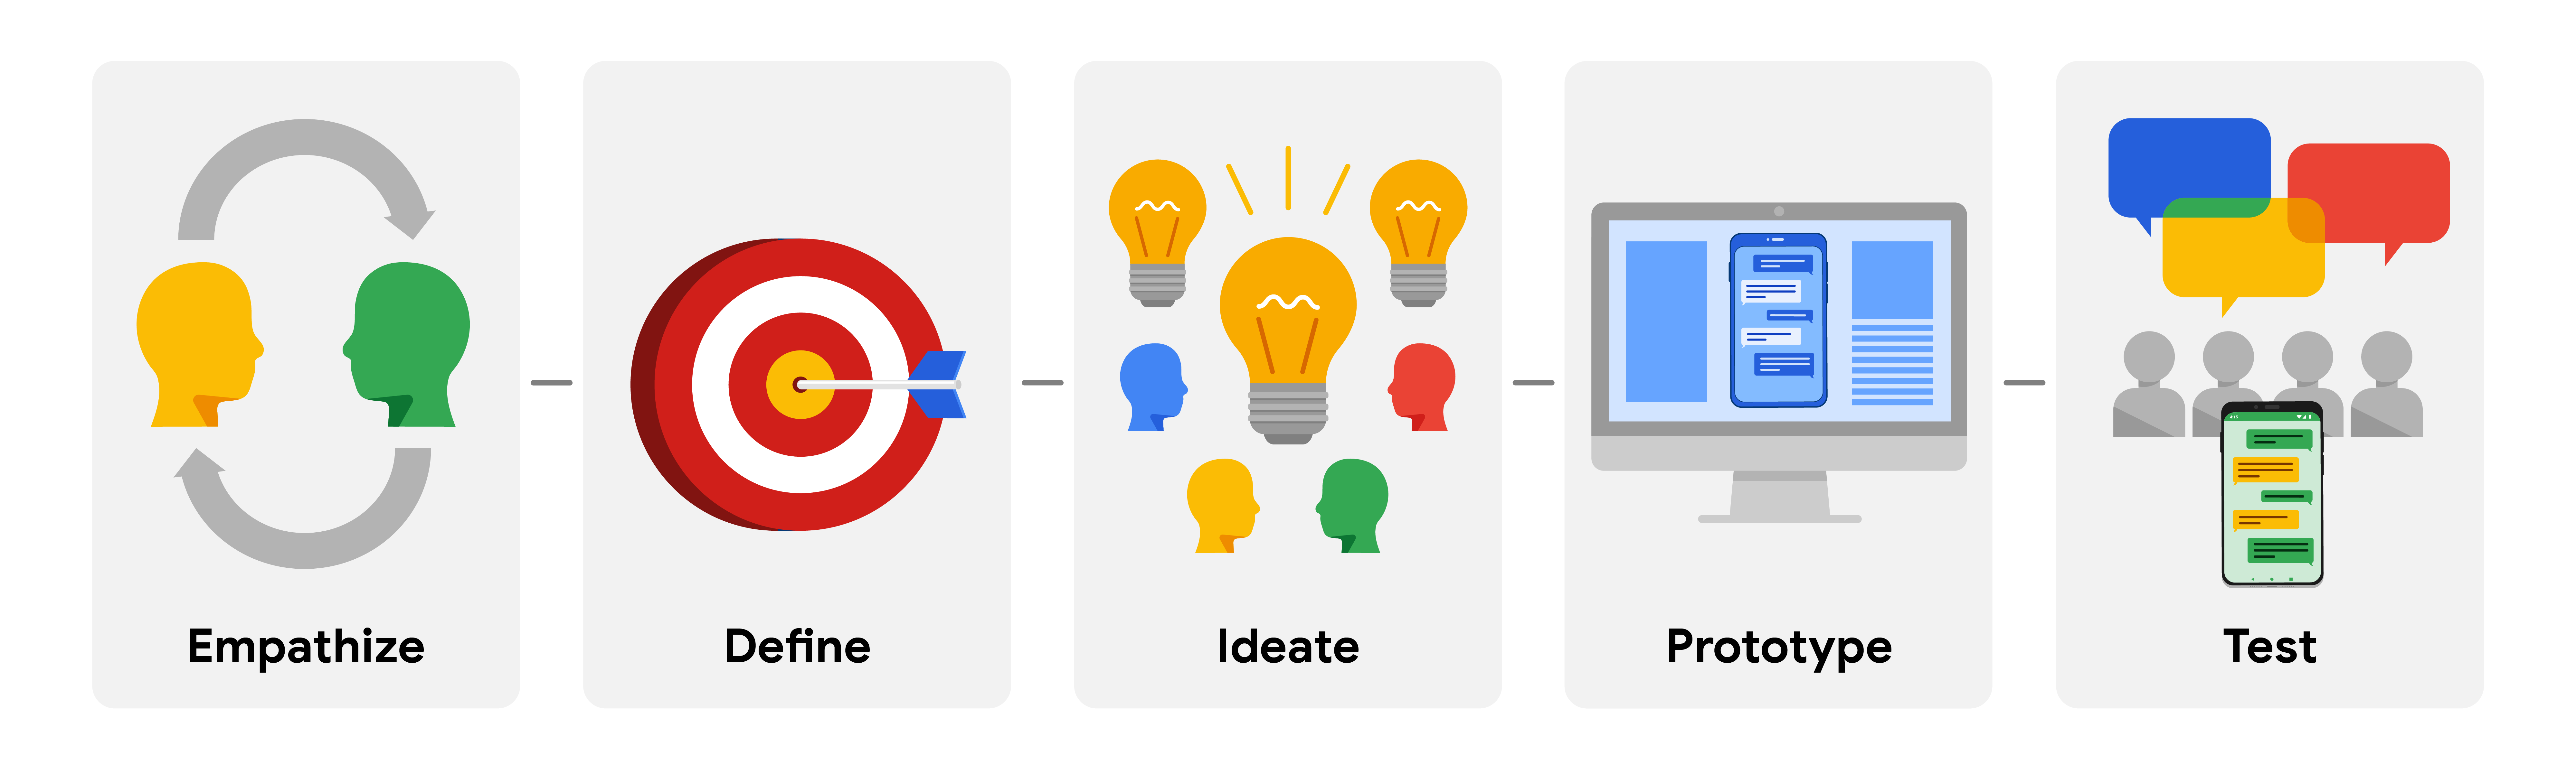 Empathize
Define
Ideate
Prototype
Test